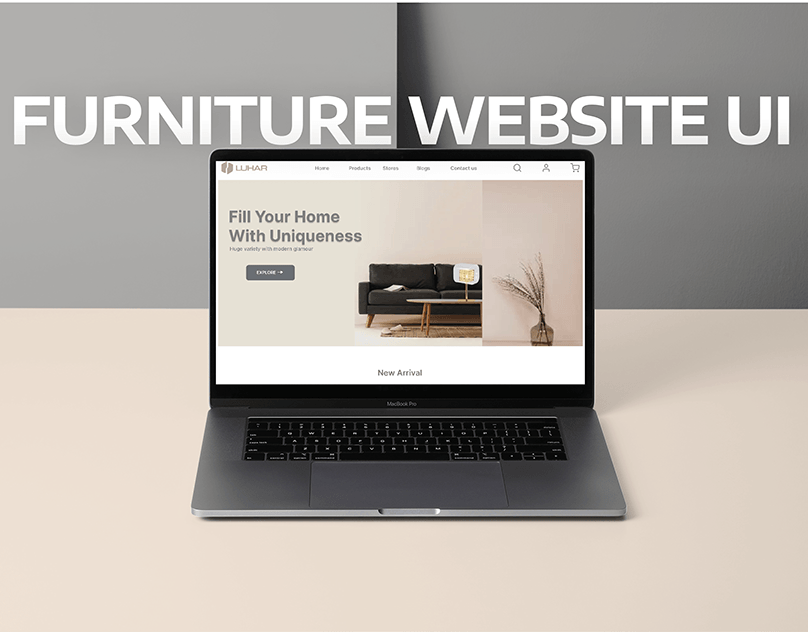 FURNITURE WEBSITE UI
LUHAR
Home Products Stores Blogs Contact us
Fill Your Home
With Uniqueness
Huge variety with modern glamour
EXPLORE
New Arrival
MacBook Pro